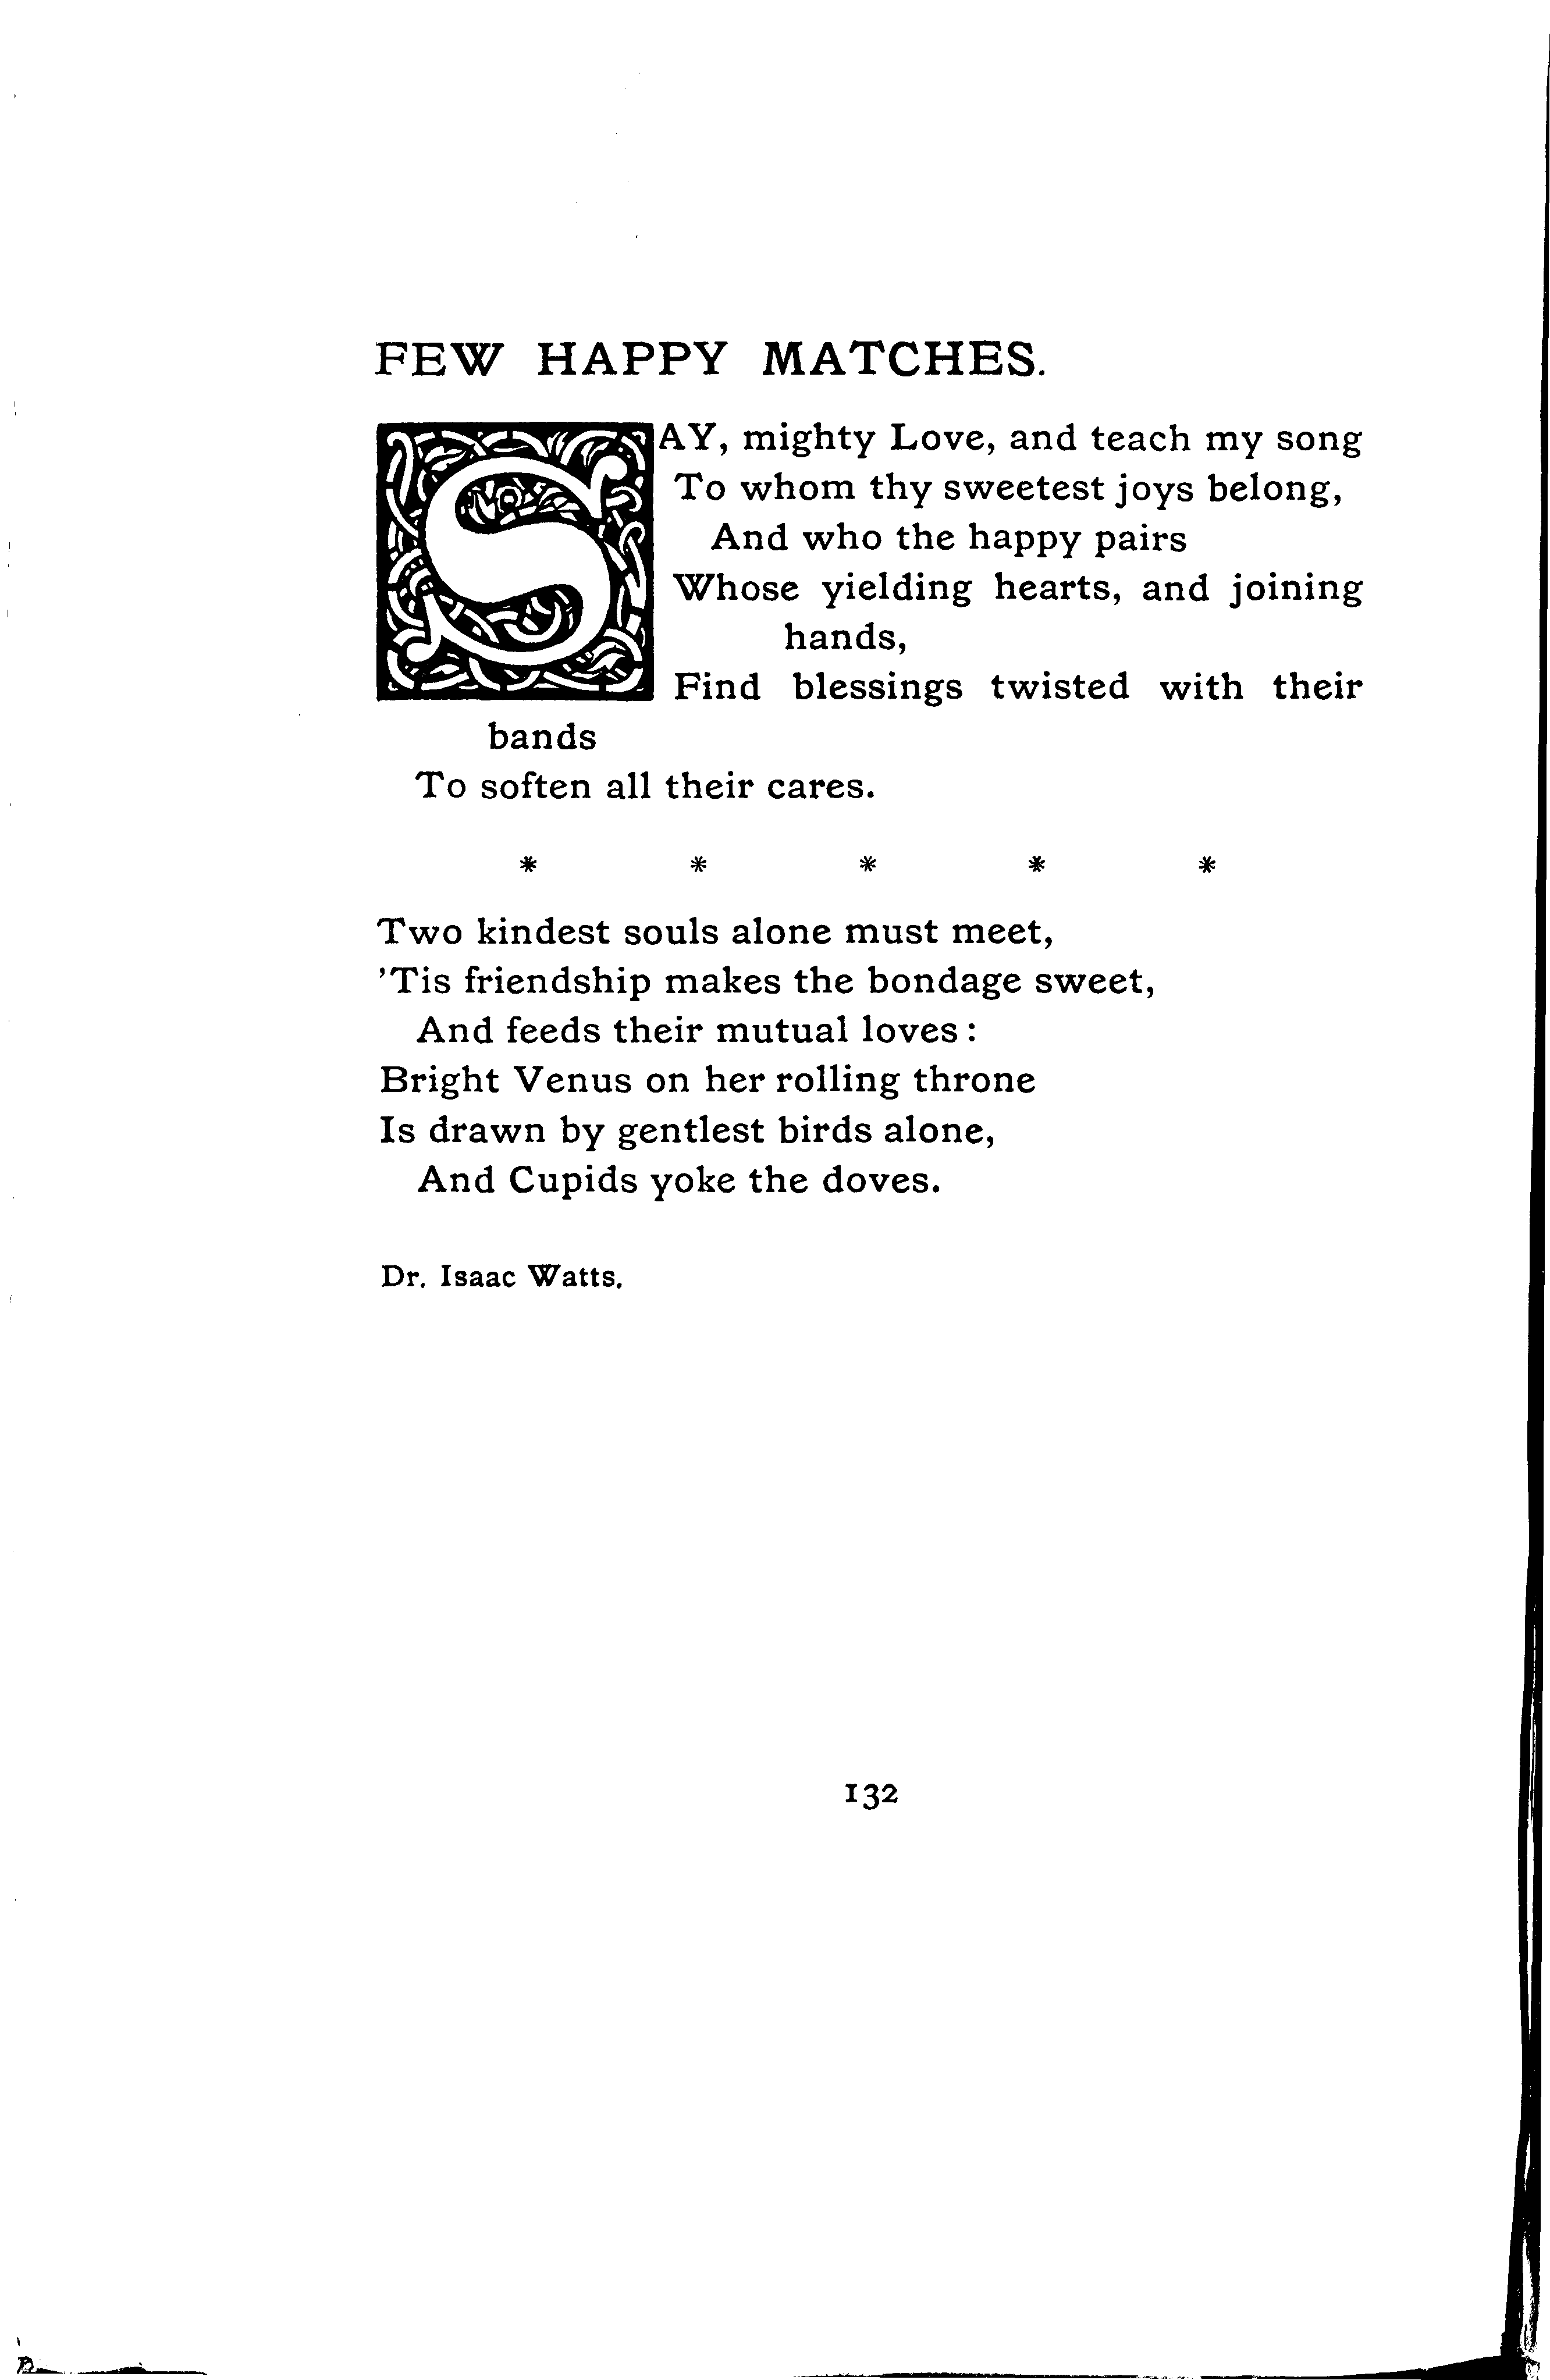 FEW HAPPY MATCHES.
SAY, mighty Love, and teach my song
To whom thy sweetest joys belong,
And who the happy pairs
Whose yielding hearts, and joining
hands,
Find blessings twisted with their
bands
To soften all their cares.
* * * * *
Two kindest souls alone must meet,
'Tis friendship makes the bondage sweet,
And feeds their mutual loves:
Bright Venus on her rolling throne
Is drawn by gentlest birds alone,
And Cupids yoke the doves.
Dr. Isaac Watts.
132